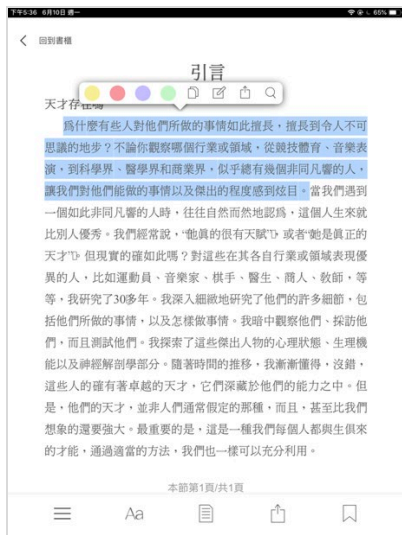 下午5:36 6月10日 週一
65%
回到書櫃
引言
天才存在嗎
爲什麼有些人對他們所做的事情如此擅長，擅長到令人不可
思議的地步？不論你觀察哪個行業或領域，從競技體育、音樂表
演，到科學界、醫學界和商業界，似乎總有幾個非同凡響的人，
讓我們對他們能做的事情以及傑出的程度感到炫目。當我們遇到
一個如此非同凡響的人時，往往自然而然地認爲，這個人生來就
比別人優秀。我們經常說，“他眞的很有天賦”，或者“她是眞正的
天才”。但現實的確如此嗎？對這些在其各自行業或領域表現優
異的人，比如運動員、音樂家、棋手、醫生、商人、教師，等
等，我研究了30多年。我深入細緻地研究了他們的許多細節，包
括他們所做的事情，以及怎樣做事情。我暗中觀察他們、採訪他
們，而且測試他們。我探索了這些傑出人物的心理狀態、生理機
能以及神經解剖學部分。隨著時間的推移，我漸漸懂得，沒錯，
這些人的確有著卓越的天才，它們深藏於他們的能力之中。但
是，他們的天才，並非人們通常假定的那種，而且，甚至比我們
想象的還要強大。最重要的是，這是一種我們每個人都與生俱來
的才能，通過適當的方法，我們也一樣可以充分利用。
本節第1頁/共1頁
Aa